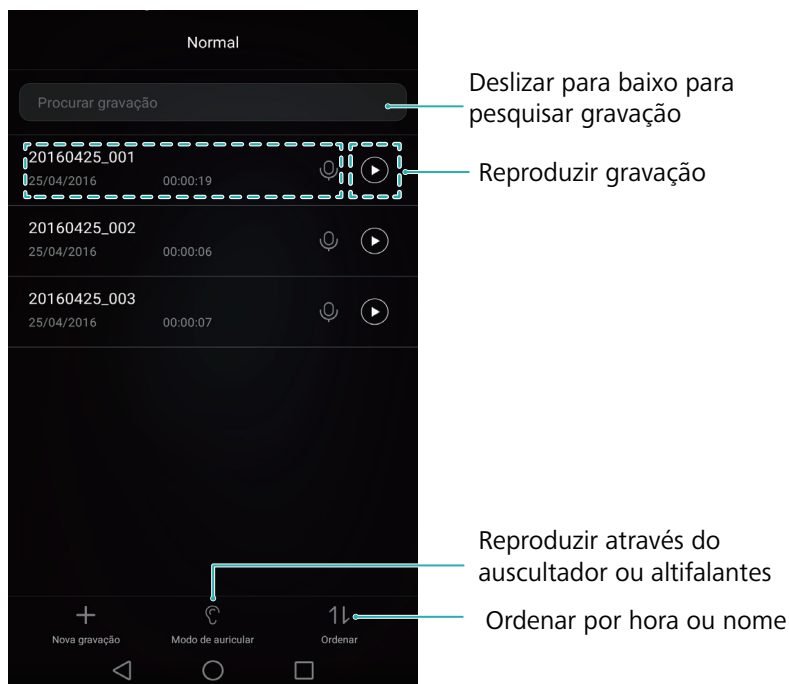 Normal
Procurar gravação
Deslizar para baixo para
pesquisar gravação
20160425_001
25/04/2016 00:00:19
Reproduzir gravação
20160425_002
25/04/2016 00:00:06
20160425_003
25/04/2016 00:00:07
Reproduzir através do
auscultador ou altifalantes
Ordenar por hora ou nome
Nova gravação Modo de auricular Ordenar